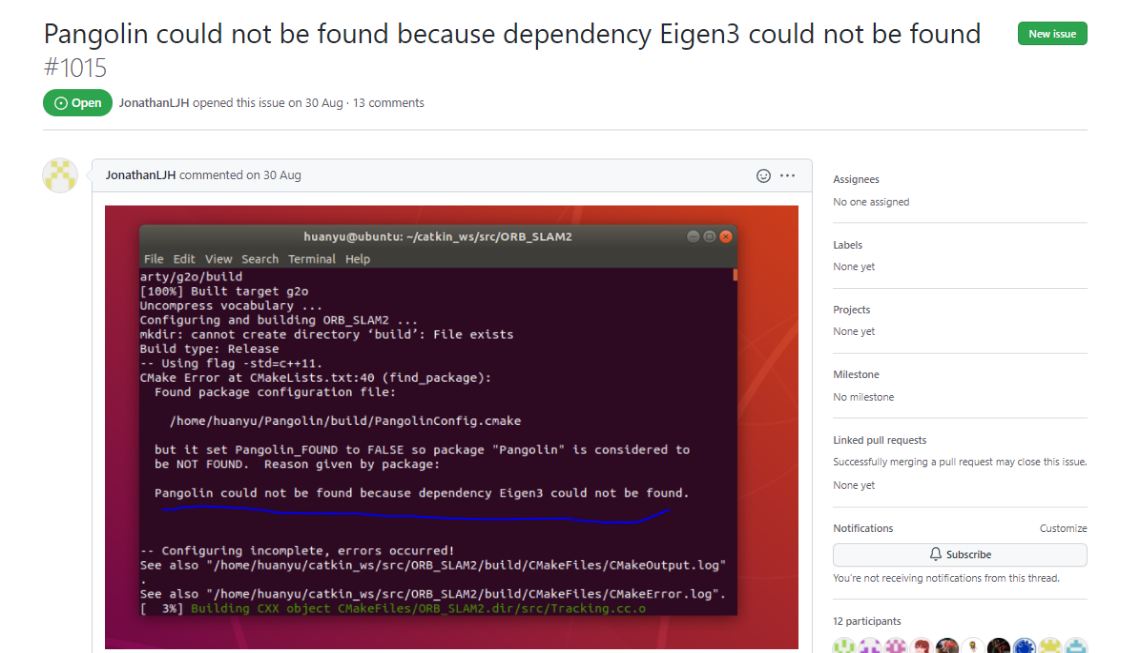 Pangolin could not be found because dependency Eigen3 could not be found
#1015
New issue
Open
JonathanLJH opened this issue on 30 Aug · 13 comments
JonathanLJH commented on 30 Aug
huanyu@ubuntu: ~/catkin_ws/src/ORB_SLAM2
File Edit View Search Terminal Help
arty/g2o/build
[100%] Built target g2o
Uncompress vocabulary ...
Configuring and building ORB_SLAM2 ...
mkdir: cannot create directory ‘build’: File exists
Build type: Release
-- Using flag -std=c++11.
CMake Error at CMakeLists.txt:40 (find_package):
Found package configuration file:
/home/huanyu/Pangolin/build/PangolinConfig.cmake
but it set Pangolin_FOUND to FALSE so package "Pangolin" is considered to
be NOT FOUND. Reason given by package:
Pangolin could not be found because dependency Eigen3 could not be found.
-- Configuring incomplete, errors occurred!
See also "/home/huanyu/catkin_ws/src/ORB_SLAM2/build/CMakeFiles/CMakeOutput.log"
.
See also "/home/huanyu/catkin_ws/src/ORB_SLAM2/build/CMakeFiles/CMakeError.log".
[ 3%] Building CXX object CMakeFiles/ORB_SLAM2.dir/src/Tracking.cc.o
Assignees
No one assigned
Labels
None yet
Projects
None yet
Milestone
No milestone
Linked pull requests
Successfully merging a pull request may close this issue.
None yet
Notifications
Customize
Subscribe
You're not receiving notifications from this thread.
12 participants